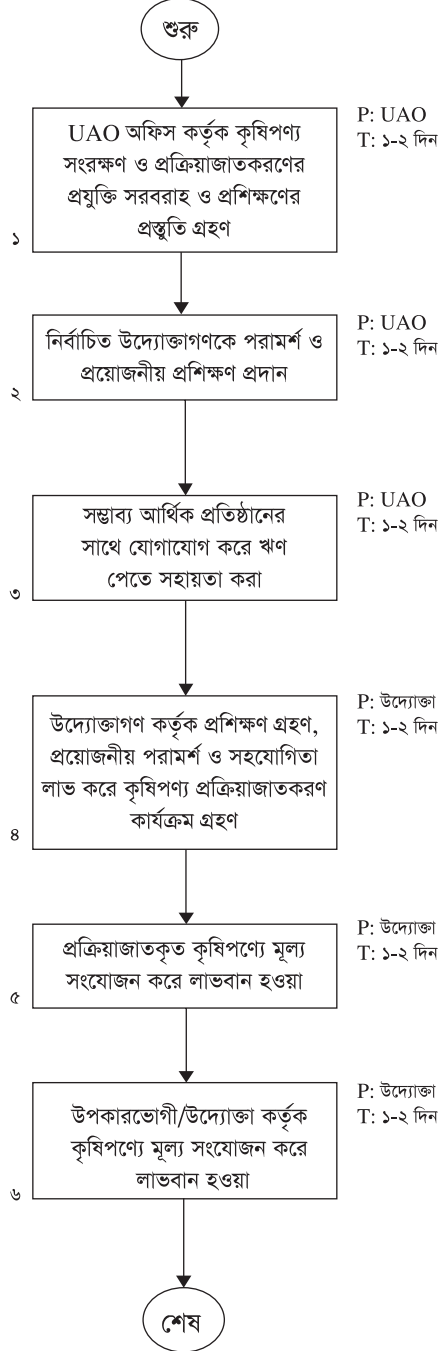 শুরু
UAO অফিস কর্তৃক কৃষিপণ্য
সংরক্ষণ ও প্রক্রিয়াজাতকরণের
প্রযুক্তি সরবরাহ ও প্রশিক্ষণের
প্রস্তুতি গ্রহণ
১
P: UAO
T: ১-২ দিন
নির্বাচিত উদ্যোক্তাগণকে পরামর্শ ও
প্রয়োজনীয় প্রশিক্ষণ প্রদান
২
P: UAO
T: ১-২ দিন
সম্ভাব্য আর্থিক প্রতিষ্ঠানের
সাথে যোগাযোগ করে ঋণ
পেতে সহায়তা করা
৩
P: UAO
T: ১-২ দিন
উদ্যোক্তাগণ কর্তৃক প্রশিক্ষণ গ্রহণ,
প্রয়োজনীয় পরামর্শ ও সহযোগিতা
লাভ করে কৃষিপণ্য প্রক্রিয়াজাতকরণ
কার্যক্রম গ্রহণ
৪
P: উদ্যোক্তা
T: ১-২ দিন
প্রক্রিয়াজাতকৃত কৃষিপণ্যে মূল্য
সংযোজন করে লাভবান হওয়া
৫
P: উদ্যোক্তা
T: ১-২ দিন
উপকারভোগী/উদ্যোক্তা কর্তৃক
কৃষিপণ্যে মূল্য সংযোজন করে
লাভবান হওয়া
৬
P: উদ্যোক্তা
T: ১-২ দিন
শেষ